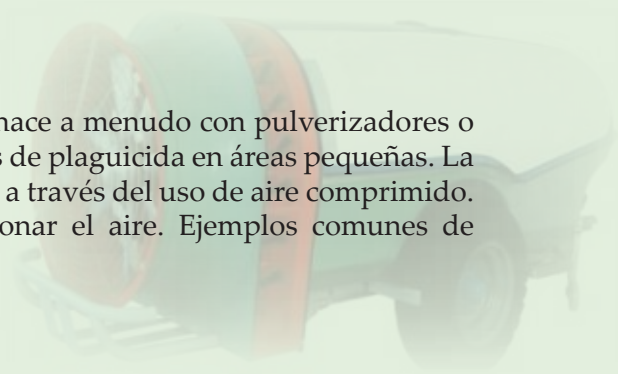 hace a menudo con pulverizadores o
s de plaguicida en áreas pequeñas. La
a través del uso de aire comprimido.
onar el aire. Ejemplos comunes de